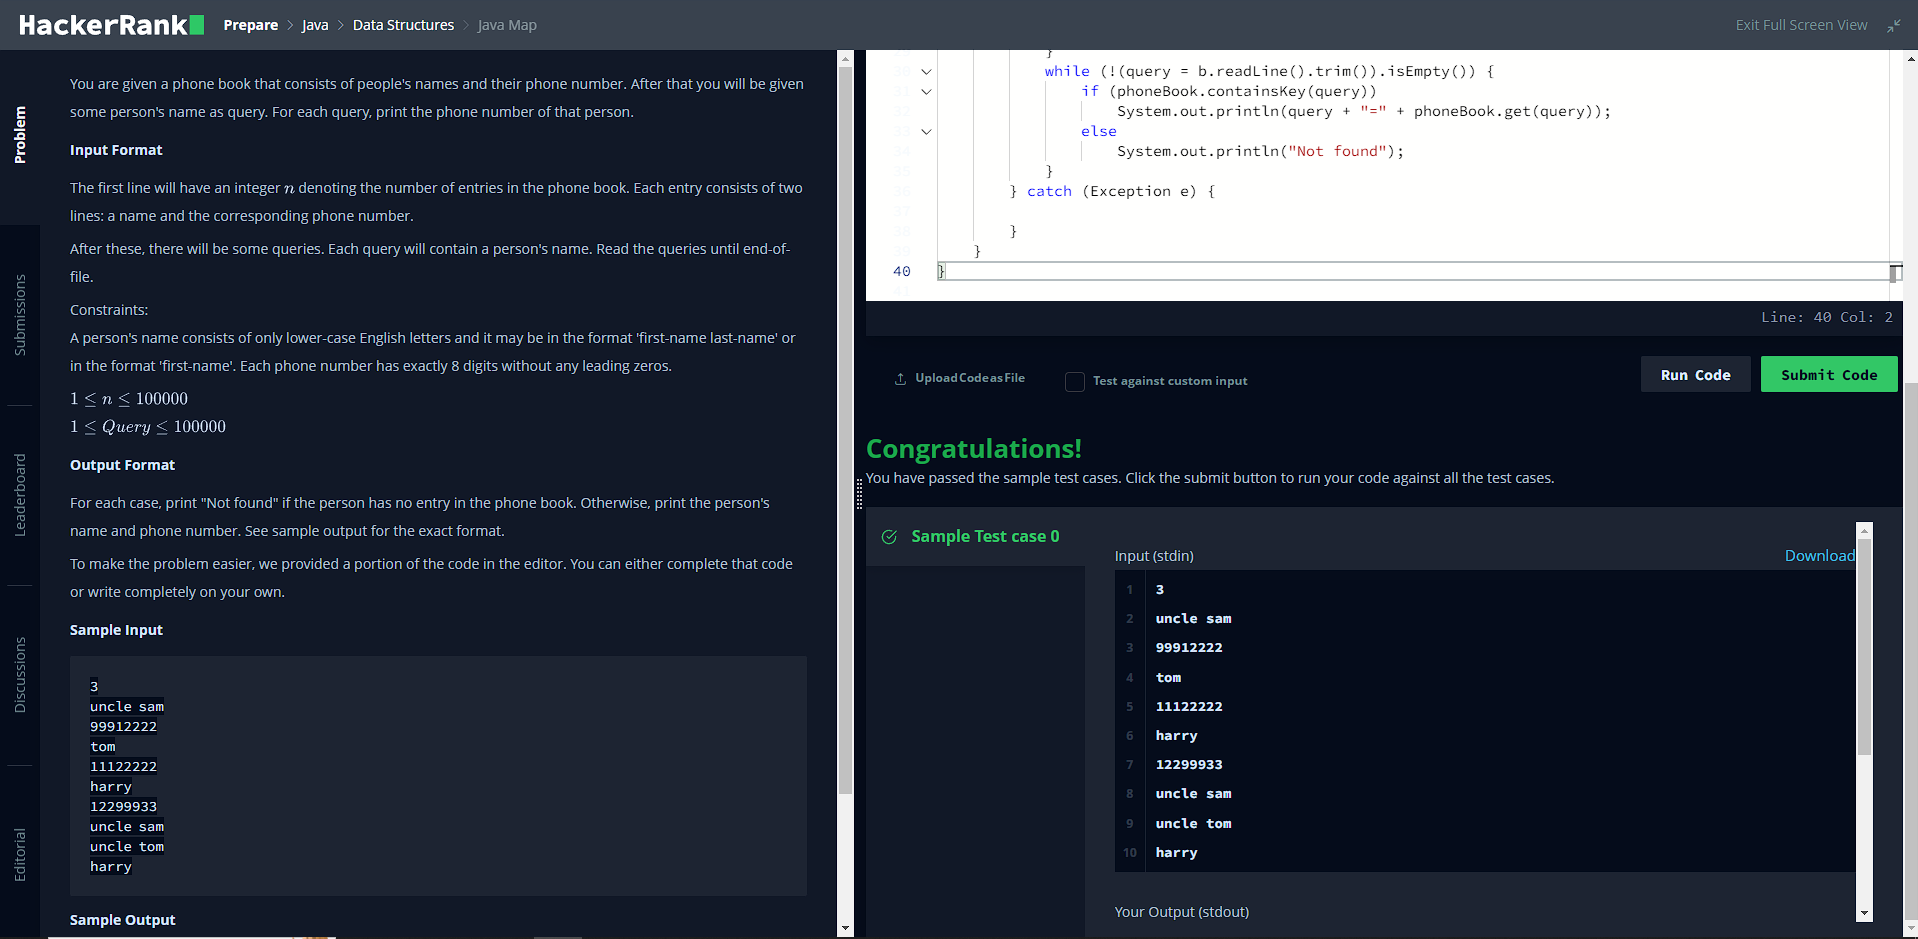 HackerRank
Prepare > Java > Data Structures > Java Map
Exit Full Screen View
Problem
Submissions
Leaderboard
Discussions
Editorial
You are given a phone book that consists of people's names and their phone number. After that you will be given
some person's name as query. For each query, print the phone number of that person.
Input Format
The first line will have an integer n denoting the number of entries in the phone book. Each entry consists of two
lines: a name and the corresponding phone number.
After these, there will be some queries. Each query will contain a person's name. Read the queries until end-of-
file.
Constraints:
A person's name consists of only lower-case English letters and it may be in the format 'first-name last-name' or
in the format 'first-name'. Each phone number has exactly 8 digits without any leading zeros.
1 ≤ n ≤ 100000
1 ≤ Query ≤ 100000
Output Format
For each case, print "Not found" if the person has no entry in the phone book. Otherwise, print the person's
name and phone number. See sample output for the exact format.
To make the problem easier, we provided a portion of the code in the editor. You can either complete that code
or write completely on your own.
Sample Input
3
uncle sam
99912222
tom
11122222
harry
12299933
uncle sam
uncle tom
harry
Sample Output
}
30 while (!(query = b.readLine().trim()).isEmpty()) {
31 if (phoneBook.containsKey(query))
32 System.out.println(query + "=" + phoneBook.get(query));
33 else
34 System.out.println("Not found");
35 }
36 } catch (Exception e) {
37
38 }
39 }
40 }
41
Line: 40 Col: 2
Upload Code as File
Test against custom input
Run Code
Submit Code
Congratulations!
You have passed the sample test cases. Click the submit button to run your code against all the test cases.
Sample Test case 0
Input (stdin)
Download
1 3
2 uncle sam
3 99912222
4 tom
5 11122222
6 harry
7 12299933
8 uncle sam
9 uncle tom
10 harry
Your Output (stdout)